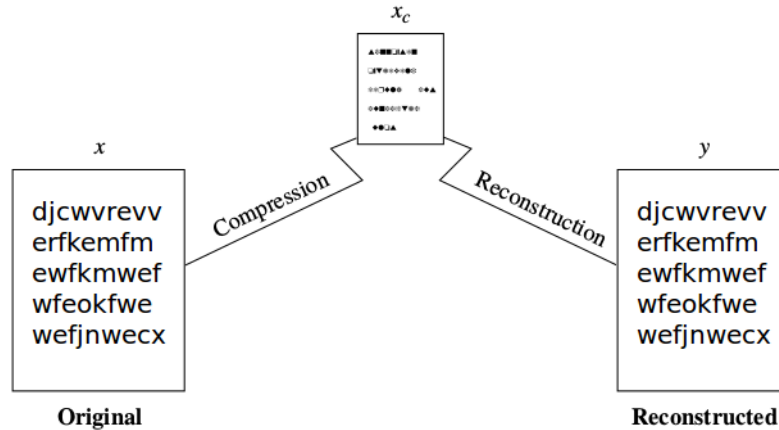 x_c
x
y
Compression
Reconstruction
djcwvrevv
erfkemfm
ewfkmwef
wfeokfwe
wefjnwecx
djcwvrevv
erfkemfm
ewfkmwef
wfeokfwe
wefjnwecx
Original
Reconstructed